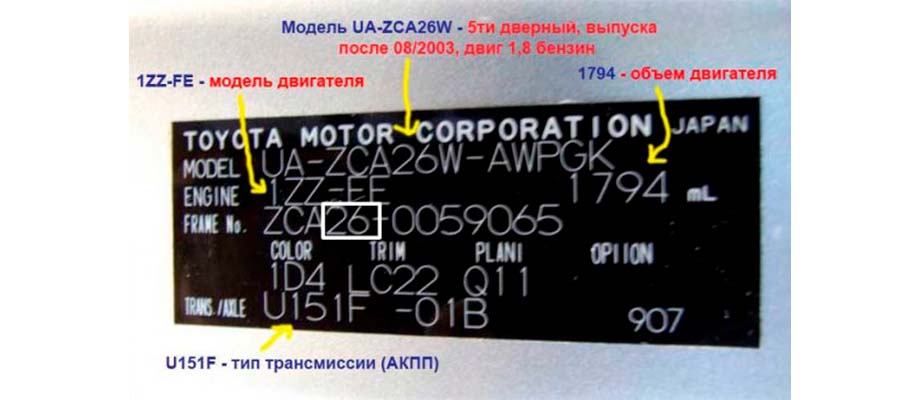 Модель UA-ZCA26W - 5ти дверный, выпуска
после 08/2003, двиг 1,8 бензин
1ZZ-FE - модель двигателя
1794 - объем двигателя
TOYOTA MOTOR CORPORATION JAPAN
MODEL UA-ZCA26W-AWPGK
ENGINE 1ZZ-FE 1794 mL
FRAME No. ZCA26-0059065
COLOR TRIM PLANT OPTION
1D4 LC22 Q11
TRANS./AXLE U151F -01B 907
U151F - тип трансмиссии (АКПП)